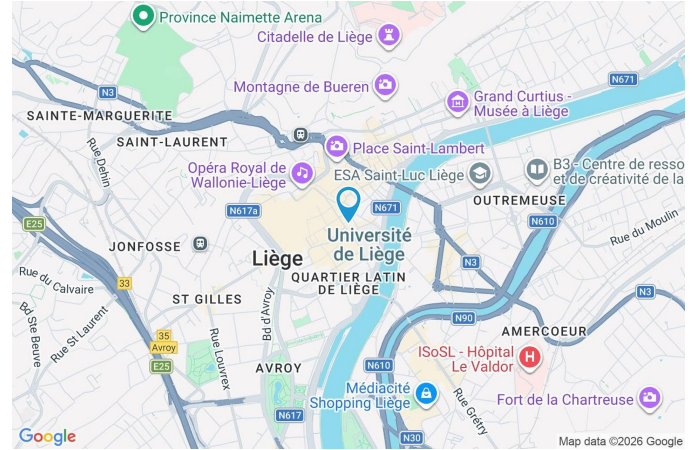 Province Naimette Arena
Citadelle de Liège
N671
Montagne de Bueren
N3
Grand Curtius -
Musée à Liège
SAINTE-MARGUERITE
SAINT-LAURENT
Place Saint-Lambert
Rue Dehin
Opéra Royal de
Wallonie-Liège
ESA Saint-Luc Liège
B3 - Centre de resso
et de créativité de la
OUTREMEUSE
N617a
N671
N610
E25
Université
de Liège
Rue du Moulin
JONFOSSE
Liège
N3
Rue du Calvaire
33
QUARTIER LATIN
DE LIÈGE
N3
ST GILLES
Bd d'Avroy
Bd Ste Beuve
Rue St Laurent
N90
AMERCOEUR
35
Avroy
E25
Rue Louvrex
ISoSL - Hôpital
Le Valdor
AVROY
N610
Médiacité
Shopping Liège
Rue Grétry
Fort de la Chartreuse
N617
N30
Google
Map data ©2026 Google